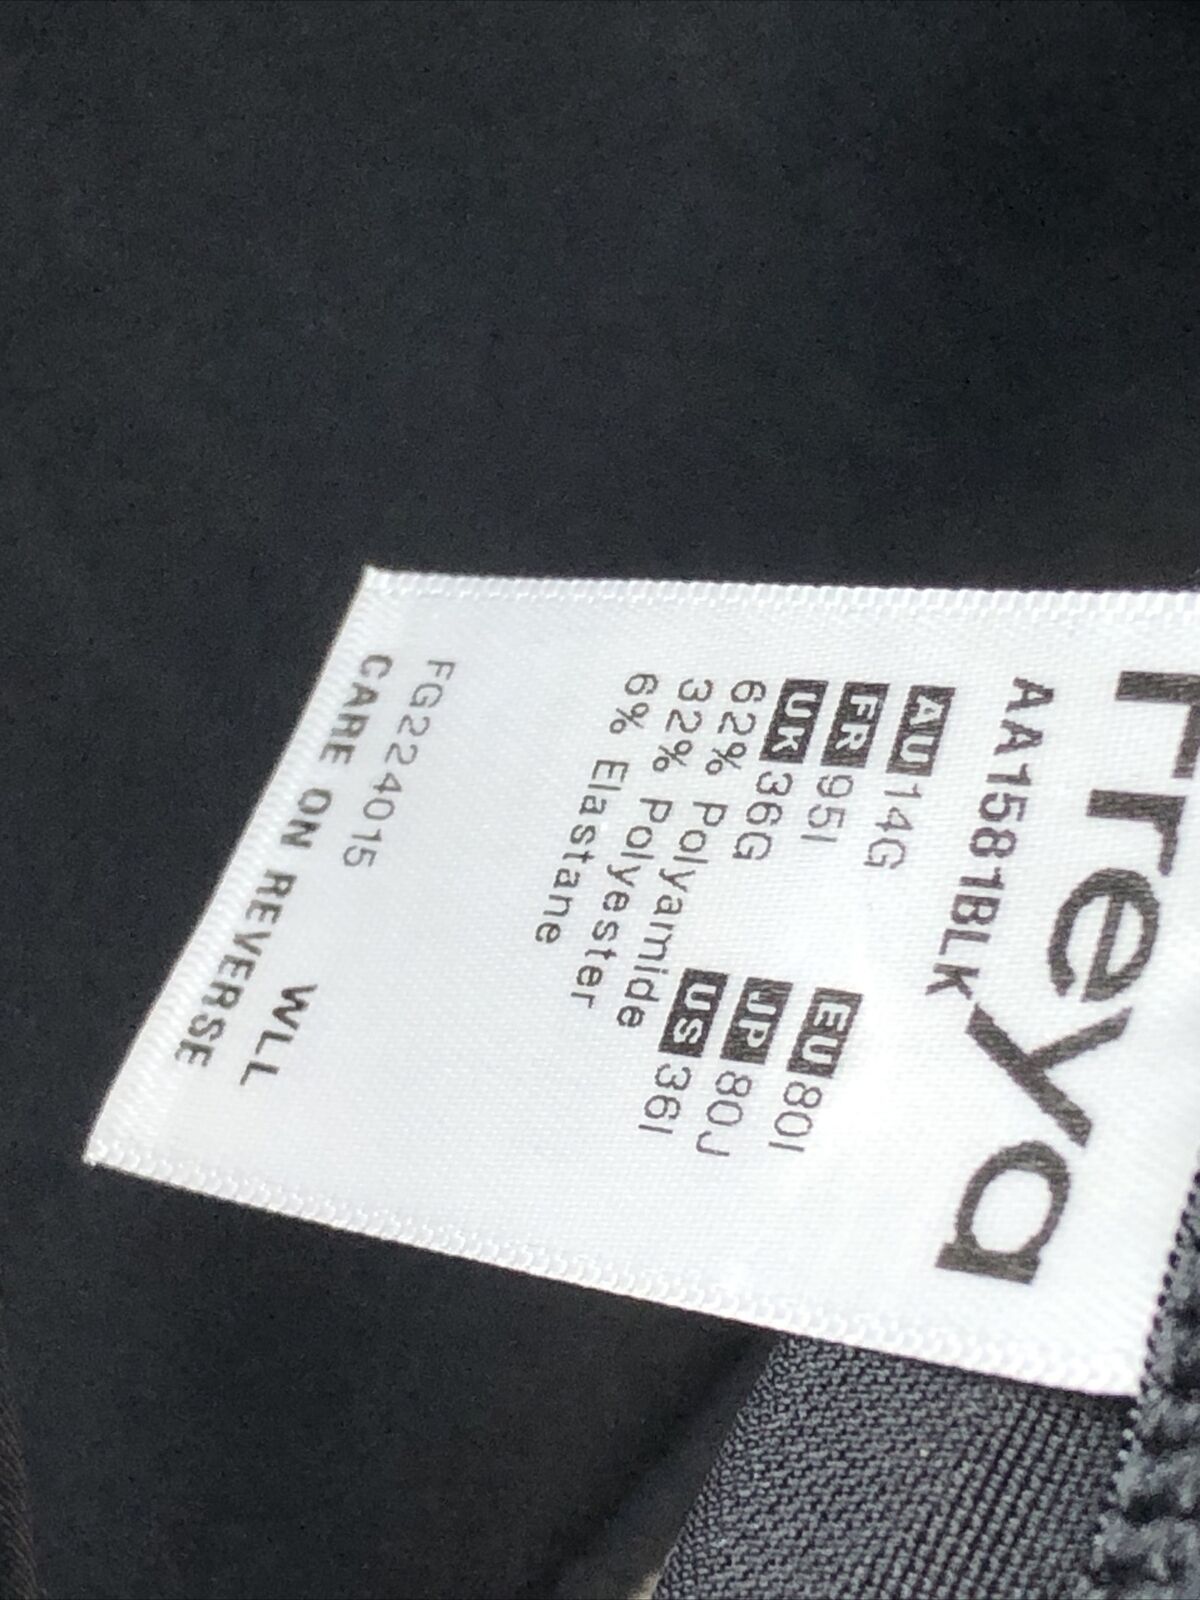 Freya
AA1581BLK
AU 14G EU 80I
FR 95I JP 80J
UK 36G US 36I
62% Polyamide
32% Polyester
6% Elastane
FG224015 WLL
CARE ON REVERSE